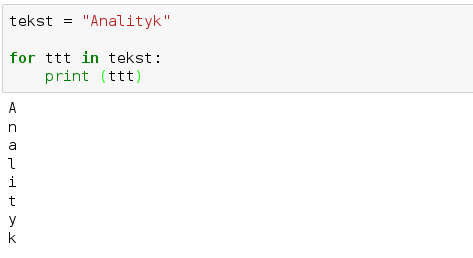 tekst = "Analityk"
for ttt in tekst:
    print (ttt)
A
n
a
l
i
t
y
k